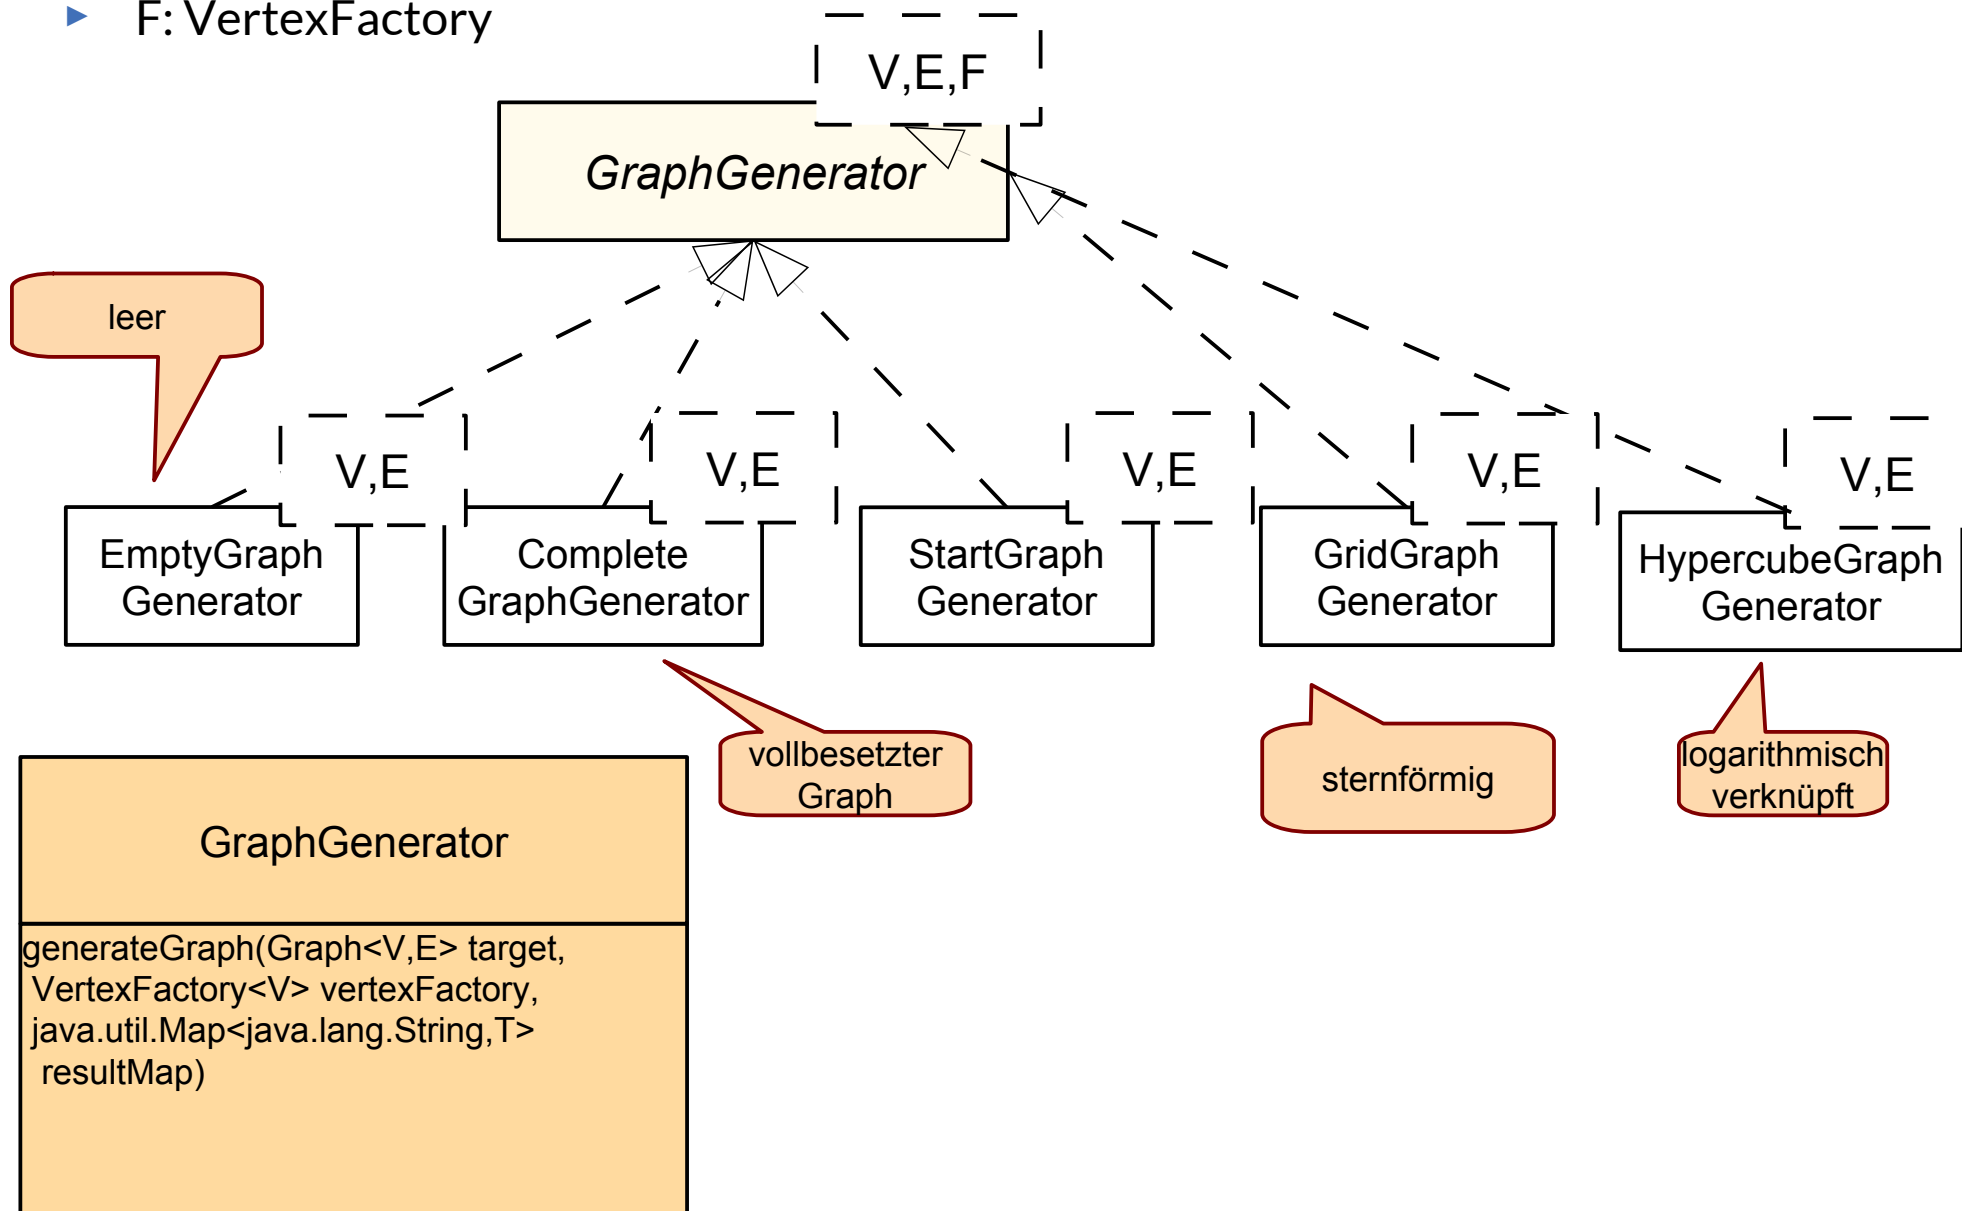 ► F: VertexFactory
V,E,F
GraphGenerator
leer
V,E
V,E
V,E
V,E
V,E
EmptyGraph
Generator
Complete
GraphGenerator
StartGraph
Generator
GridGraph
Generator
HypercubeGraph
Generator
vollbesetzter
Graph
sternförmig
logarithmisch
verknüpft
GraphGenerator
generateGraph(Graph<V,E> target,
VertexFactory<V> vertexFactory,
java.util.Map<java.lang.String,T>
resultMap)